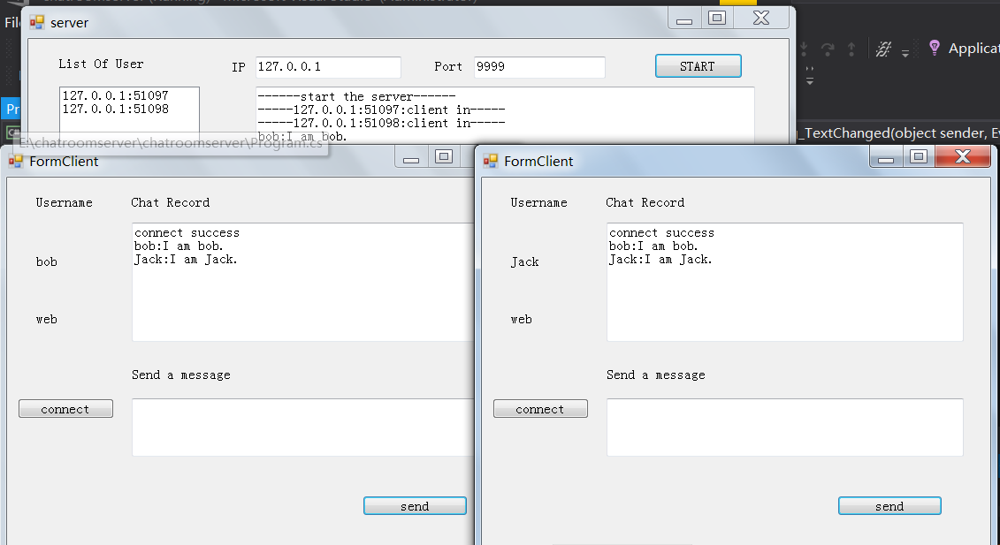 server
File
List Of User
IP
127.0.0.1
Port
9999
START
Applicat
127.0.0.1:51097
127.0.0.1:51098
------start the server------
-----127.0.0.1:51097:client in-----
-----127.0.0.1:51098:client in-----
bob:I am bob.
Pr
E:\chatroomserver\chatroomserver\Program.cs
_TextChanged(object sender, Ev
FormClient
Username
Chat Record
connect success
bob:I am bob.
Jack:I am Jack.
bob
web
Send a message
connect
send
FormClient
Username
Chat Record
connect success
bob:I am bob.
Jack:I am Jack.
Jack
web
Send a message
connect
send